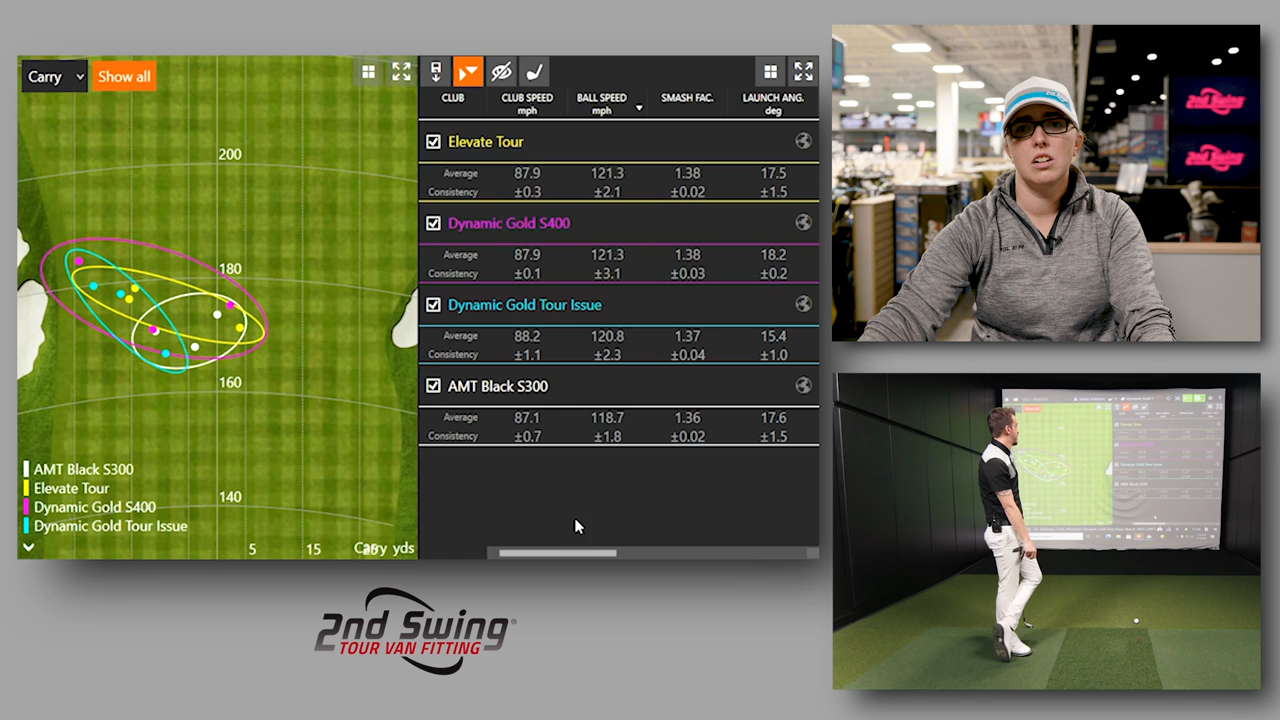 Carry
Show all
200
180
160
140
5 15 Carry yds
AMT Black S300
Elevate Tour
Dynamic Gold S400
Dynamic Gold Tour Issue
CLUB CLUB SPEED BALL SPEED SMASH FAC. LAUNCH ANG.
mph mph deg
Elevate Tour
Average 87.9 121.3 1.38 17.5
Consistency ±0.3 ±2.1 ±0.02 ±1.5
Dynamic Gold S400
Average 87.9 121.3 1.38 18.2
Consistency ±0.1 ±3.1 ±0.03 ±0.2
Dynamic Gold Tour Issue
Average 88.2 120.8 1.37 15.4
Consistency ±1.1 ±2.3 ±0.04 ±1.0
AMT Black S300
Average 87.1 118.7 1.36 17.6
Consistency ±0.7 ±1.8 ±0.02 ±1.5
2nd Swing®
TOUR VAN FITTING
2nd Swing
2nd Swing